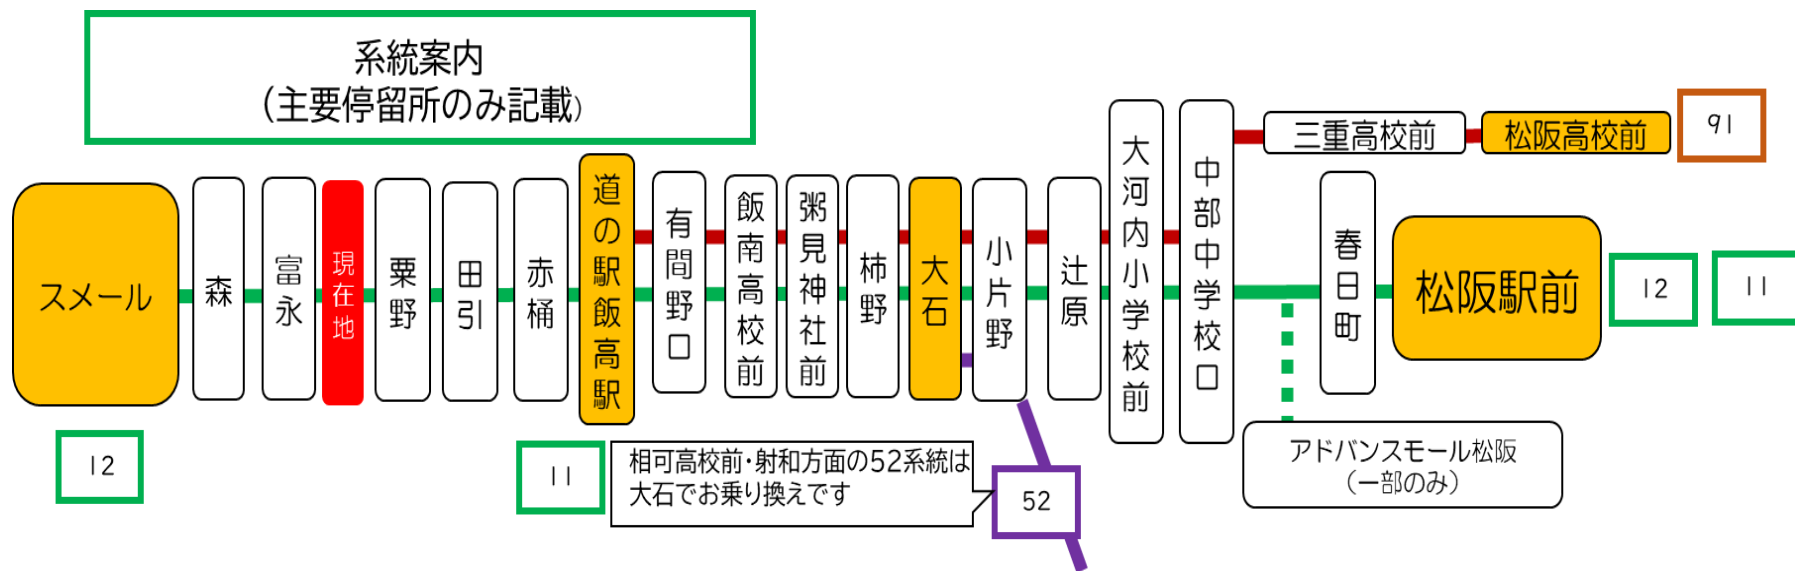 系統案内
（主要停留所のみ記載）
スメール
森
富永
現在地
粟野
田引
赤桶
道の駅飯高駅
有間野口
飯南高校前
粥見神社前
柿野
大石
小片野
辻原
大河内小学校前
中部中学校口
三重高校前
松阪高校前
91
春日町
松阪駅前
12
11
アドバンスモール松阪
（一部のみ）
12
11
相可高校前・射和方面の52系統は
大石でお乗り換えです
52